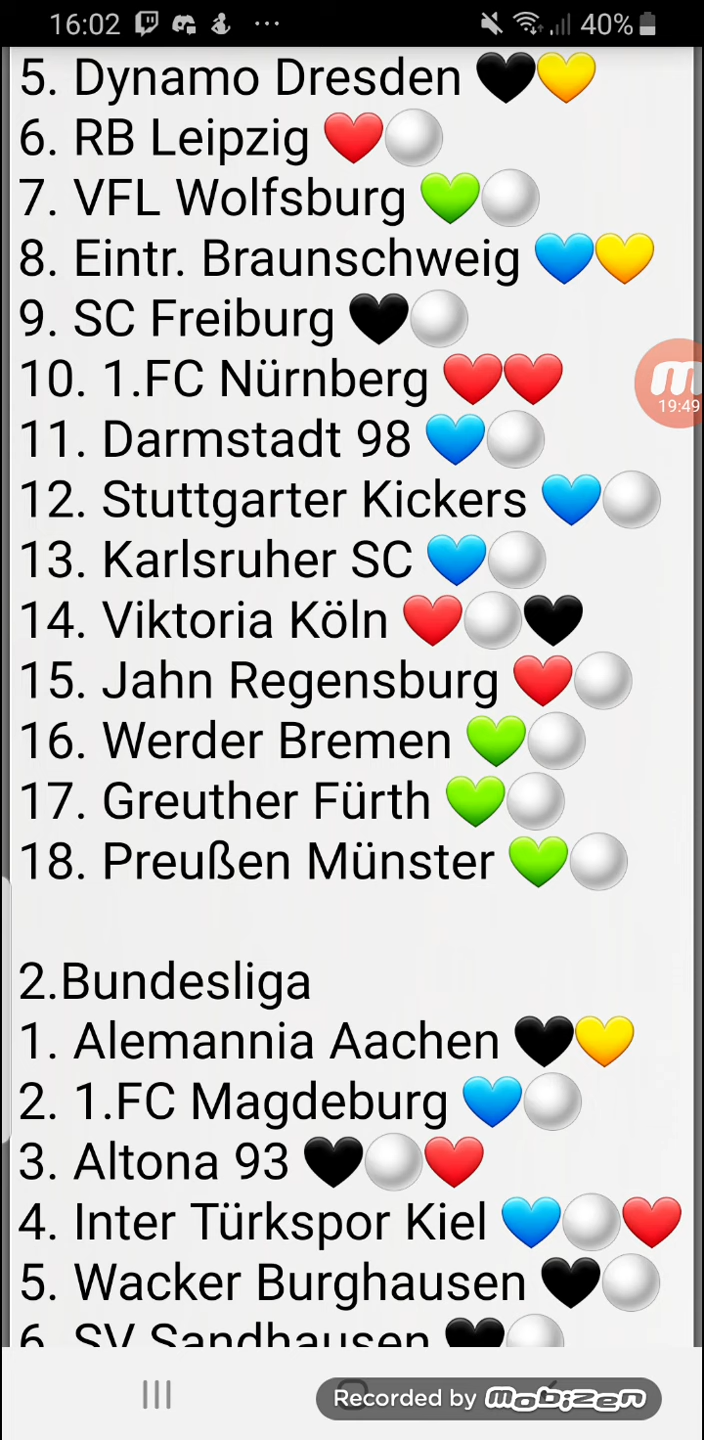 16:02 40%
5. Dynamo Dresden 🖤💛
6. RB Leipzig ❤️⚪
7. VFL Wolfsburg 💚⚪
8. Eintr. Braunschweig 💙💛
9. SC Freiburg 🖤⚪
10. 1.FC Nürnberg ❤️❤️
19:49
11. Darmstadt 98 💙⚪
12. Stuttgarter Kickers 💙⚪
13. Karlsruher SC 💙⚪
14. Viktoria Köln ❤️⚪🖤
15. Jahn Regensburg ❤️⚪
16. Werder Bremen 💚⚪
17. Greuther Fürth 💚⚪
18. Preußen Münster 💚⚪
2.Bundesliga
1. Alemannia Aachen 🖤💛
2. 1.FC Magdeburg 💙⚪
3. Altona 93 🖤⚪❤️
4. Inter Türkspor Kiel 💙⚪❤️
5. Wacker Burghausen 🖤⚪
6. SV Sandhausen 🖤⚪
Recorded by mobizen